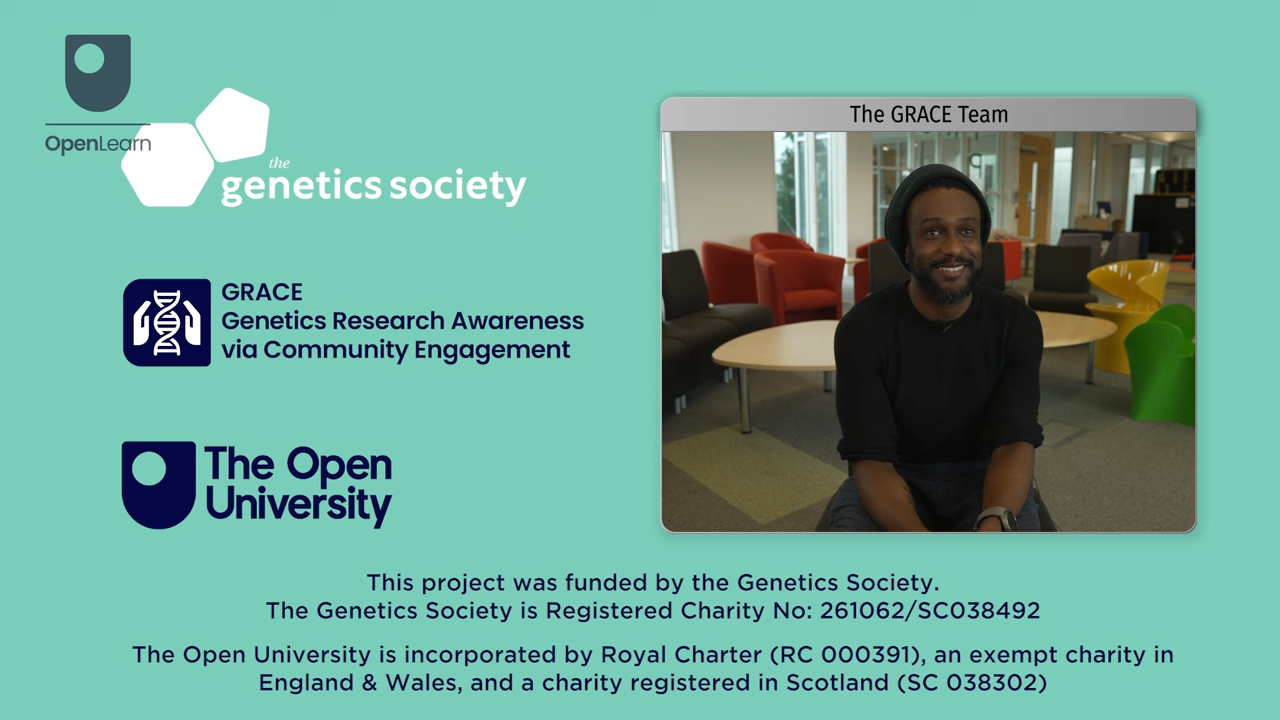 OpenLearn
the
genetics society
GRACE
Genetics Research Awareness
via Community Engagement
The Open
University
The GRACE Team
This project was funded by the Genetics Society.
The Genetics Society is Registered Charity No: 261062/SC038492
The Open University is incorporated by Royal Charter (RC 000391), an exempt charity in
England & Wales, and a charity registered in Scotland (SC 038302)